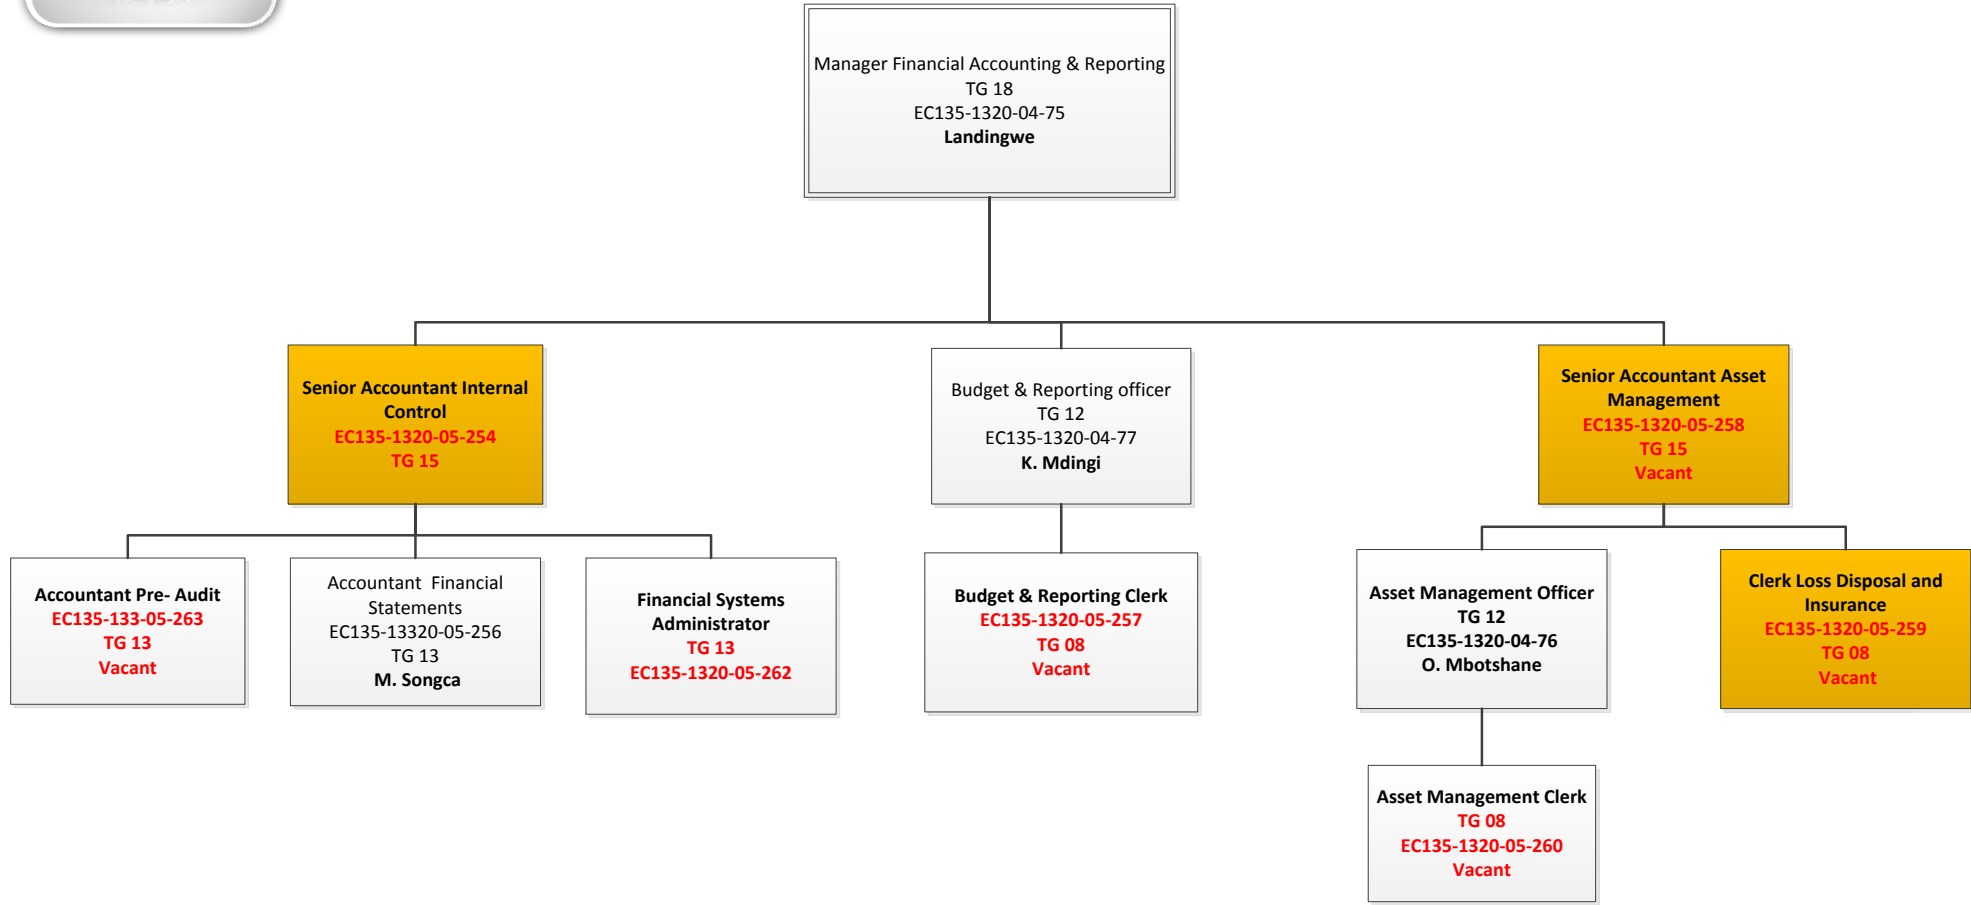 Manager Financial Accounting & Reporting
TG 18
EC135-1320-04-75
Landingwe
Senior Accountant Internal
Control
EC135-1320-05-254
TG 15
Budget & Reporting officer
TG 12
EC135-1320-04-77
K. Mdingi
Senior Accountant Asset
Management
EC135-1320-05-258
TG 15
Vacant
Accountant Pre- Audit
EC135-133-05-263
TG 13
Vacant
Accountant  Financial
Statements
EC135-13320-05-256
TG 13
M. Songca
Financial Systems
Administrator
TG 13
EC135-1320-05-262
Budget & Reporting Clerk
EC135-1320-05-257
TG 08
Vacant
Asset Management Officer
TG 12
EC135-1320-04-76
O. Mbotshane
Clerk Loss Disposal and
Insurance
EC135-1320-05-259
TG 08
Vacant
Asset Management Clerk
TG 08
EC135-1320-05-260
Vacant